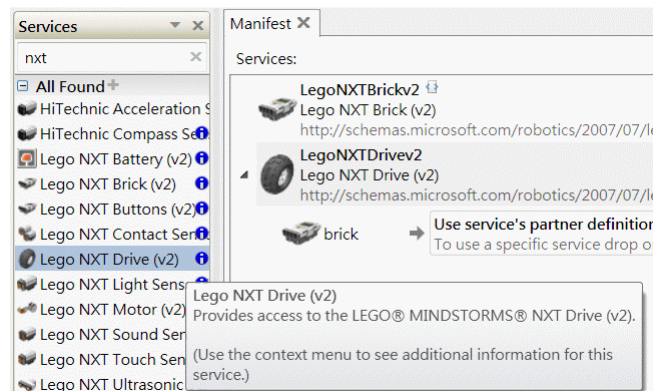 Services
nxt
All Found
HiTechnic Acceleration S
HiTechnic Compass Se
Lego NXT Battery (v2)
Lego NXT Brick (v2)
Lego NXT Buttons (v2)
Lego NXT Contact Sen
Lego NXT Drive (v2)
Lego NXT Light Sens
Lego NXT Motor (v2)
Lego NXT Sound Sen
Lego NXT Touch Sen
Lego NXT Ultrasonic
Manifest
Services:
LegoNXTBrickv2
Lego NXT Brick (v2)
http://schemas.microsoft.com/robotics/2007/07/le
LegoNXTDrivev2
Lego NXT Drive (v2)
http://schemas.microsoft.com/robotics/2007/07/le
brick
Use service's partner definition
To use a specific service drop o
Lego NXT Drive (v2)
Provides access to the LEGO® MINDSTORMS® NXT Drive (v2).
(Use the context menu to see additional information for this
service.)